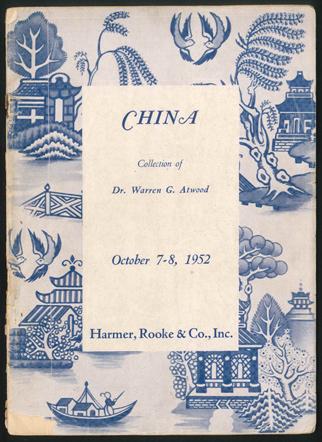 CHINA
Collection of
Dr. Warren G. Atwood
October 7-8, 1952
Harmer, Rooke & Co., Inc.